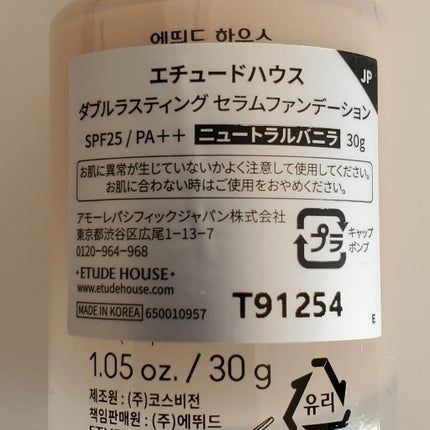 에뛰드 하우스
JP
エチュードハウス
ダブルラスティング セラムファンデーション
SPF25 / PA++ ニュートラルバニラ 30g
お肌に異常が生じていないかよく注意して使用してください。
お肌に合わない時はご使用をおやめください。
アモーレパシフィックジャパン株式会社
東京都渋谷区広尾1-13-7
0120-964-968
プラ
キャップ
ポンプ
・ETUDE HOUSE・
www.etudehouse.com
MADE IN KOREA 650010957
T91254
E
1.05 oz. / 30 g
제조원 : (주)코스비전
책임판매원 : (주)에뛰드
유리